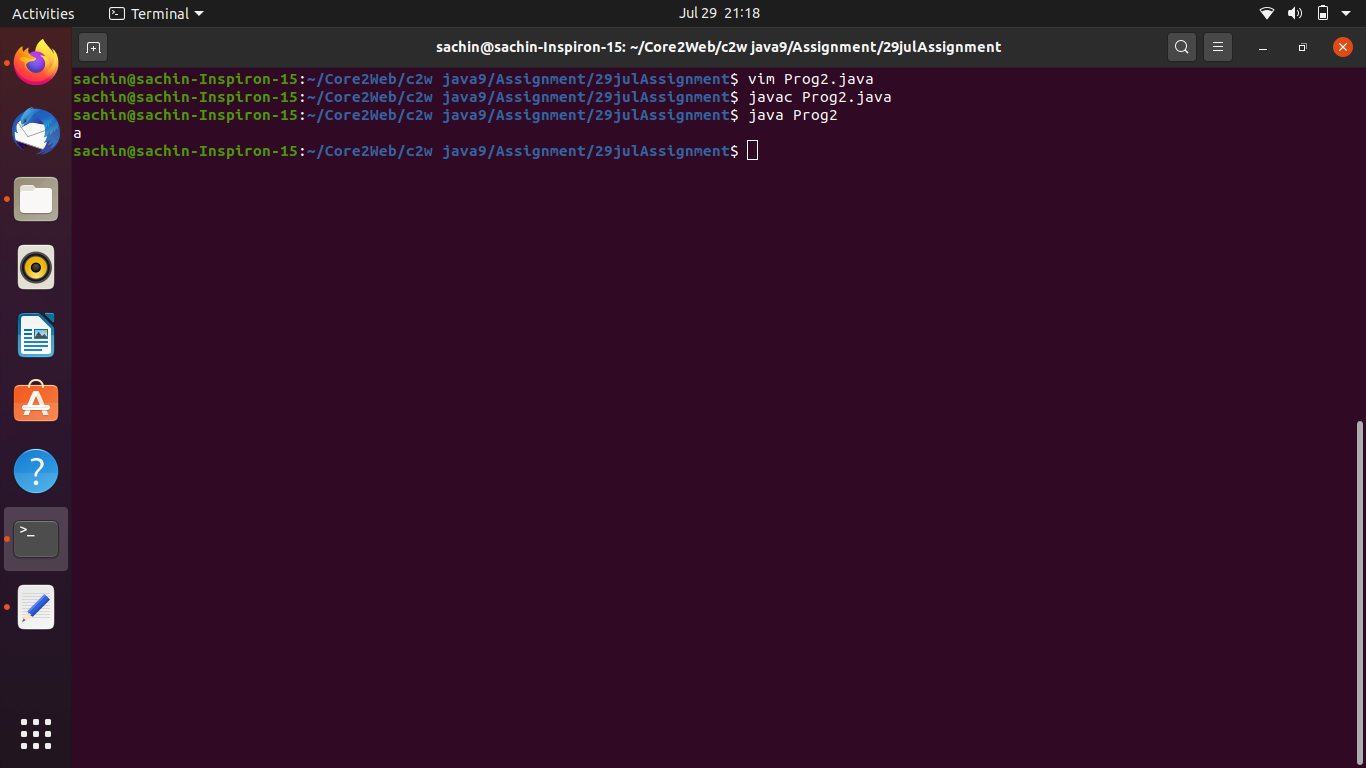 Activities Terminal Jul 29 21:18
sachin@sachin-Inspiron-15: ~/Core2Web/c2w java9/Assignment/29julAssignment
sachin@sachin-Inspiron-15:~/Core2Web/c2w java9/Assignment/29julAssignment$ vim Prog2.java
sachin@sachin-Inspiron-15:~/Core2Web/c2w java9/Assignment/29julAssignment$ javac Prog2.java
sachin@sachin-Inspiron-15:~/Core2Web/c2w java9/Assignment/29julAssignment$ java Prog2
a
sachin@sachin-Inspiron-15:~/Core2Web/c2w java9/Assignment/29julAssignment$